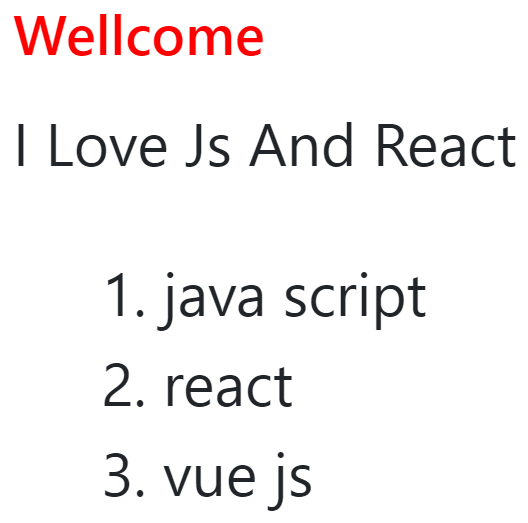 Wellcome
I Love Js And React
1. java script
2. react
3. vue js